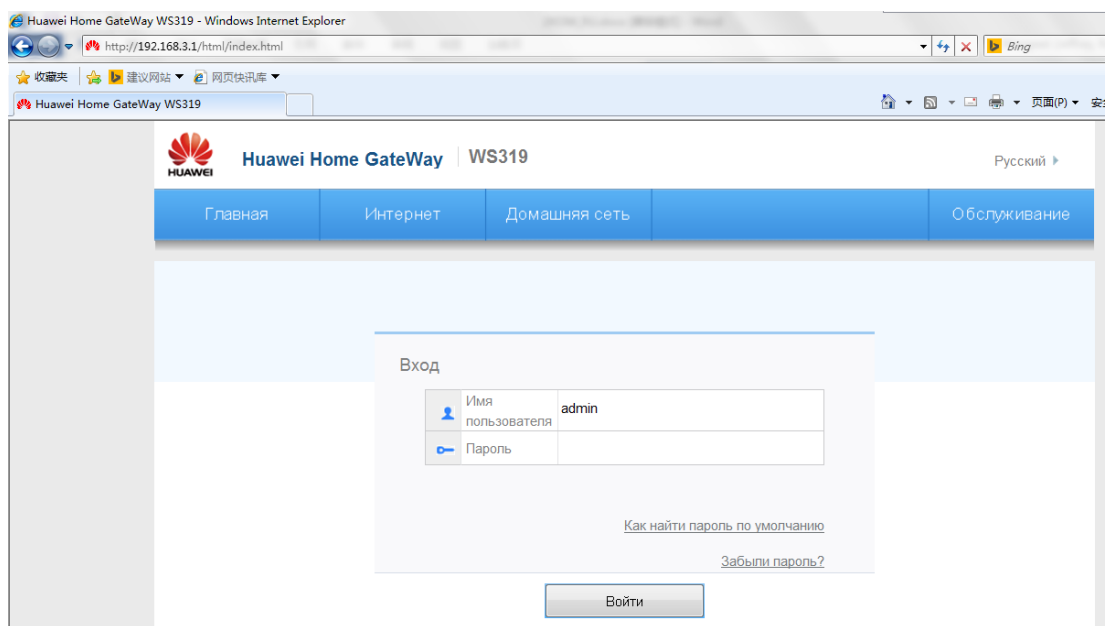 Huawei Home GateWay WS319 - Windows Internet Explorer
http://192.168.3.1/html/index.html
Bing
收藏夹
建议网站
网页快讯库
Huawei Home GateWay WS319
页面(P)
HUAWEI
Huawei Home GateWay
WS319
Русский
Главная
Интернет
Домашняя сеть
Обслуживание
Вход
Имя
пользователя
admin
Пароль
Как найти пароль по умолчанию
Забыли пароль?
Войти